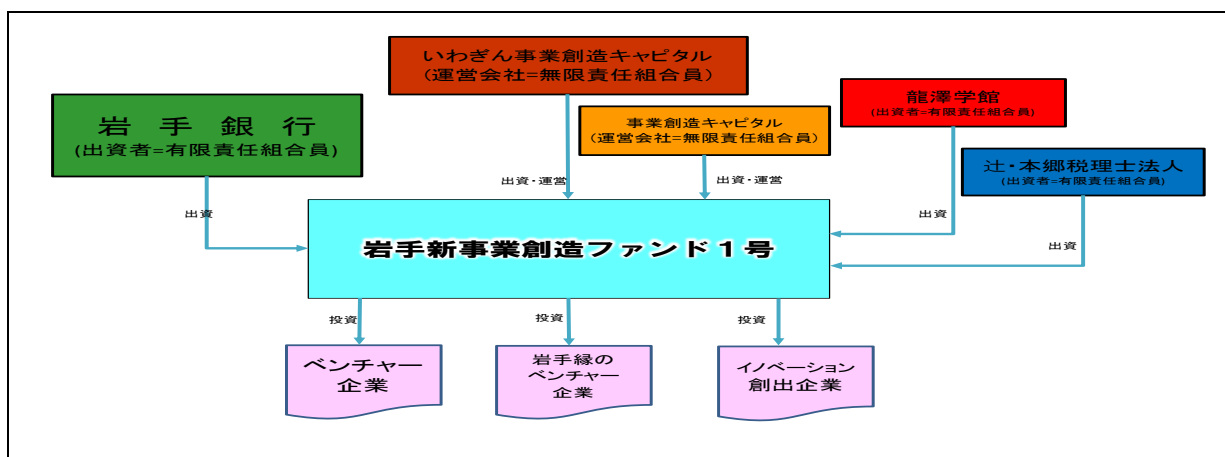 いわぎん事業創造キャピタル
(運営会社=無限責任組合員)
岩手銀行
(出資者=有限責任組合員)
事業創造キャピタル
(運営会社=無限責任組合員)
龍澤学館
(出資者=有限責任組合員)
辻・本郷税理士法人
(出資者=有限責任組合員)
出資・運営
出資・運営
出資
出資
出資
岩手新事業創造ファンド1号
投資
投資
投資
ベンチャー
企業
岩手縁の
ベンチャー
企業
イノベーション
創出企業